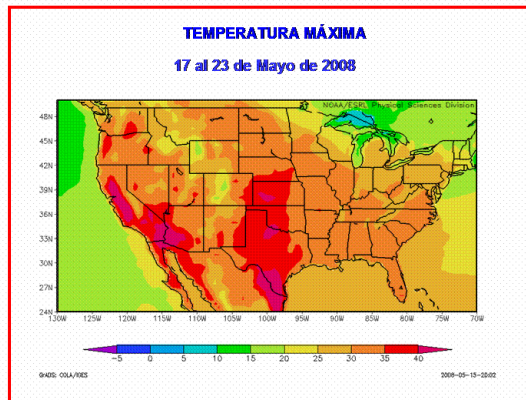 TEMPERATURA MÁXIMA
17 al 23 de Mayo de 2008
NOAA/ESRL Physical Sciences Division
48N
45N
42N
39N
36N
33N
30N
27N
24N
130W 125W 120W 115W 110W 105W 100W 95W 90W 85W 80W 75W 70W
-5 0 5 10 15 20 25 30 35 40
GrADS: COLA/IGES 2008-05-15-20:02